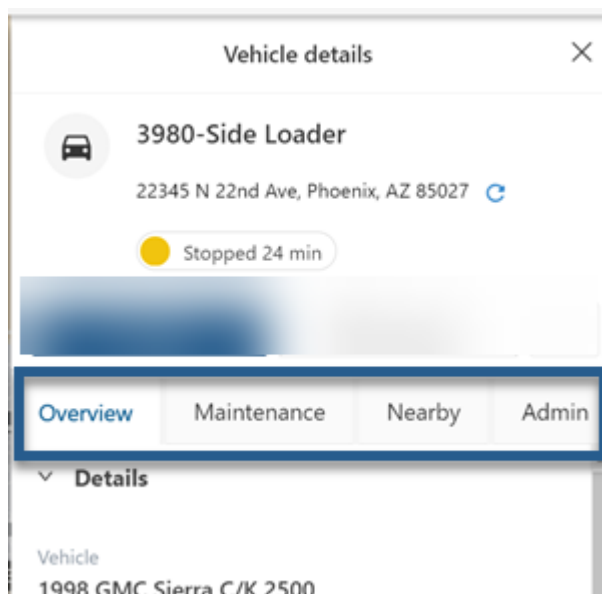 Vehicle details
3980-Side Loader
22345 N 22nd Ave, Phoenix, AZ 85027
Stopped 24 min
Overview Maintenance Nearby Admin
Details
Vehicle
1998 GMC Sierra C/K 2500